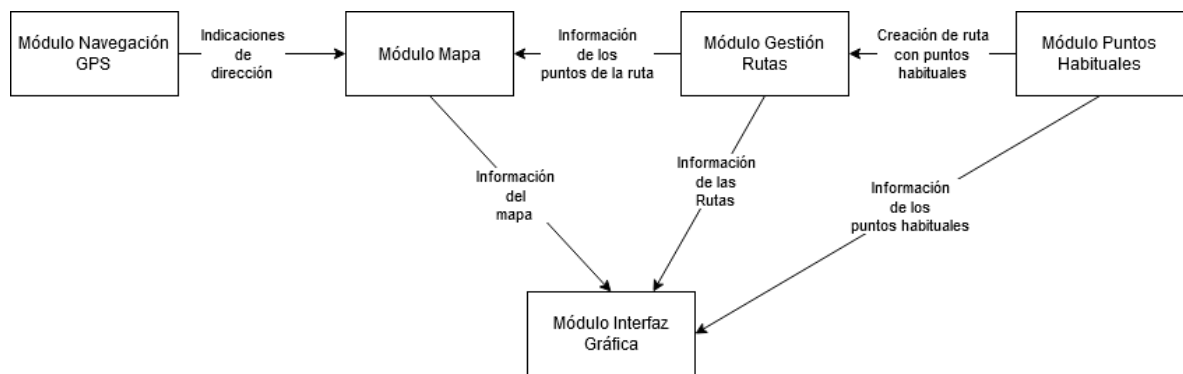 Módulo Navegación
GPS
Indicaciones
de
dirección
Módulo Mapa
Información
de los
puntos de la ruta
Módulo Gestión
Rutas
Creación de ruta
con puntos
habituales
Módulo Puntos
Habituales
Información
del
mapa
Información
de las
Rutas
Información
de los
puntos habituales
Módulo Interfaz
Gráfica